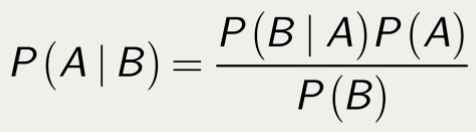 P(A | B) = P(B | A)P(A) / P(B)